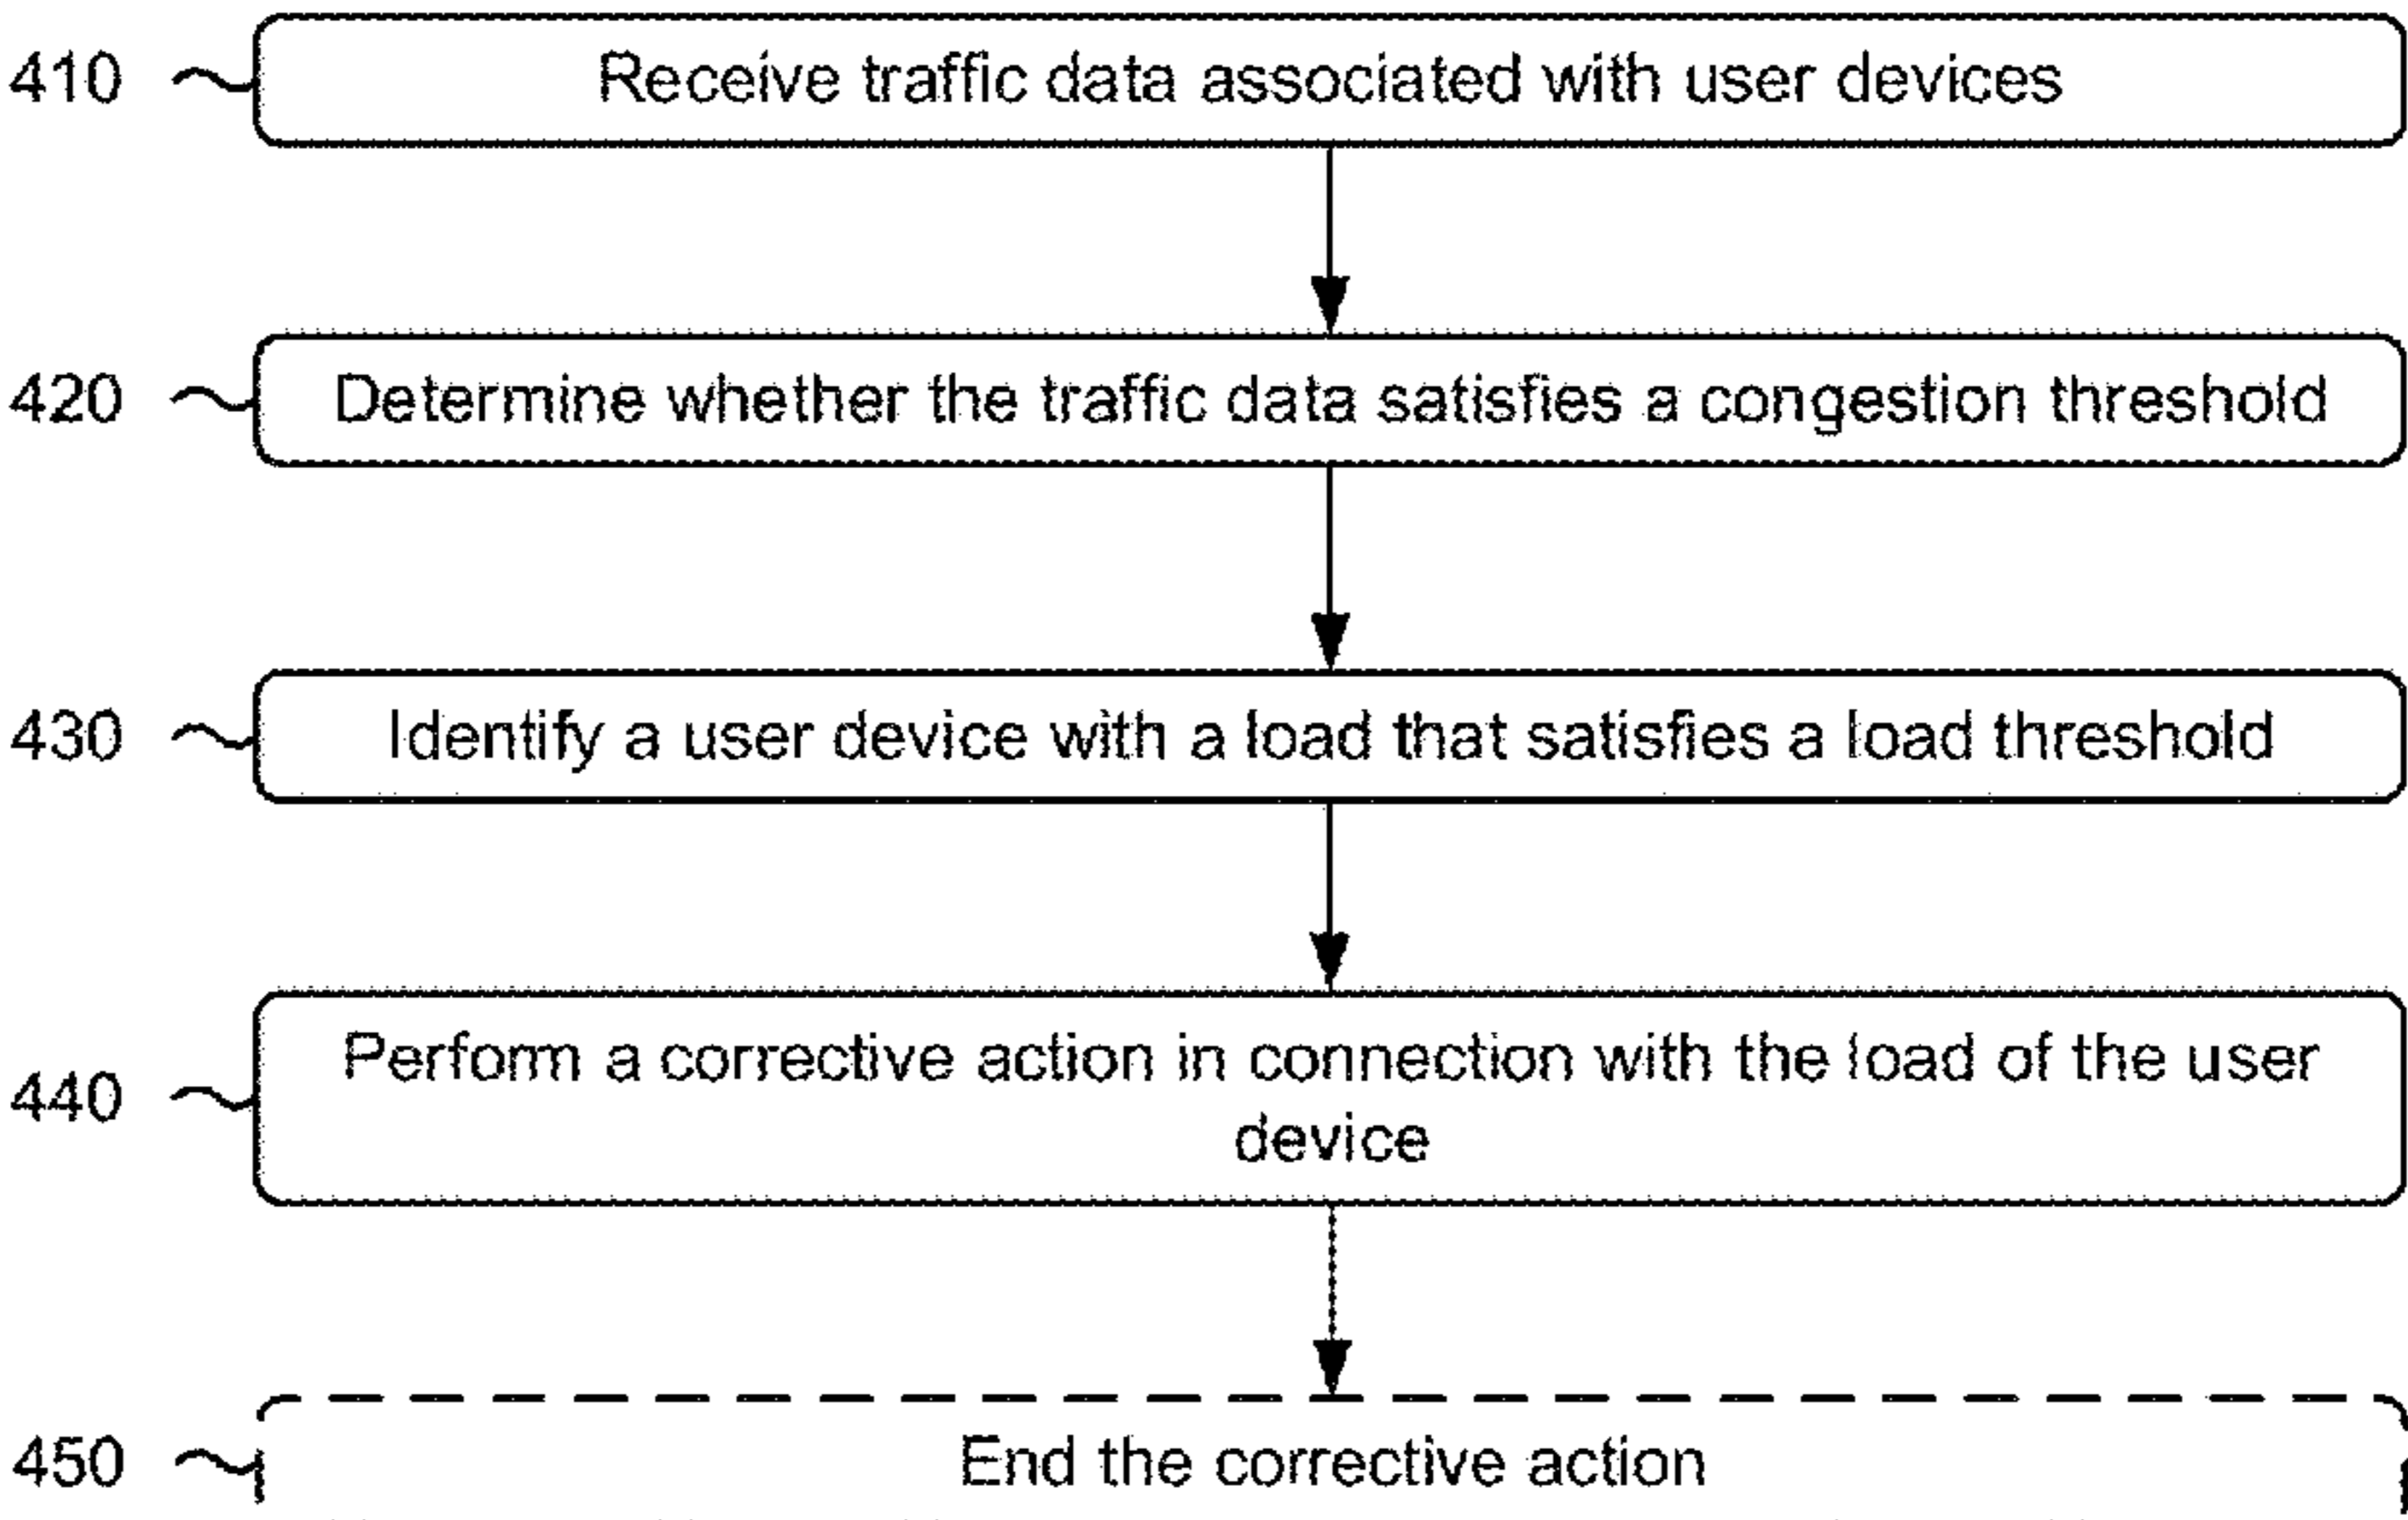 410 Receive traffic data associated with user devices
420 Determine whether the traffic data satisfies a congestion threshold
430 Identify a user device with a load that satisfies a load threshold
440 Perform a corrective action in connection with the load of the user
device
450 End the corrective action